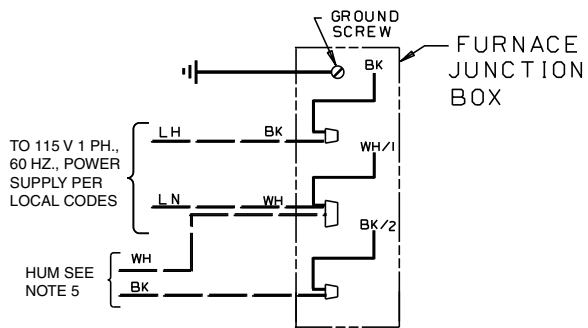 GROUND
SCREW
FURNACE
JUNCTION
BOX
BK
TO 115 V 1 PH.,
60 HZ., POWER
SUPPLY PER
LOCAL CODES
LH
BK
WH/1
LN
WH
BK/2
HUM SEE
NOTE 5
WH
BK